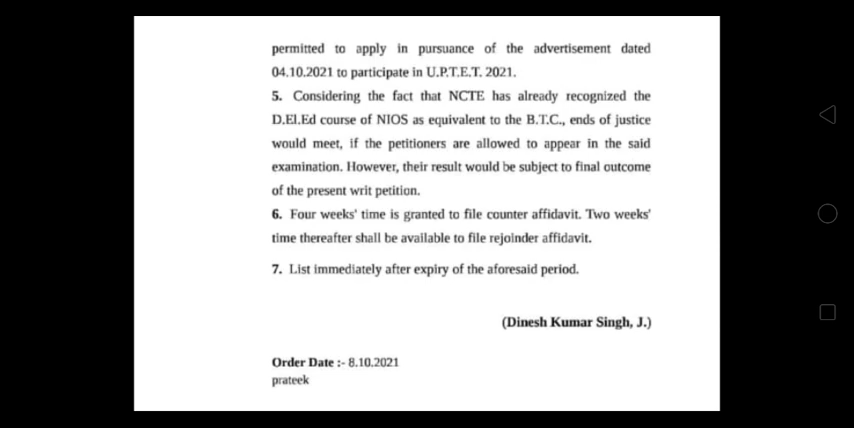 permitted to apply in pursuance of the advertisement dated
04.10.2021 to participate in U.P.T.E.T. 2021.
5. Considering the fact that NCTE has already recognized the
D.El.Ed course of NIOS as equivalent to the B.T.C., ends of justice
would meet, if the petitioners are allowed to appear in the said
examination. However, their result would be subject to final outcome
of the present writ petition.
6. Four weeks' time is granted to file counter affidavit. Two weeks'
time thereafter shall be available to file rejoinder affidavit.
7. List immediately after expiry of the aforesaid period.
(Dinesh Kumar Singh, J.)
Order Date :- 8.10.2021
prateek